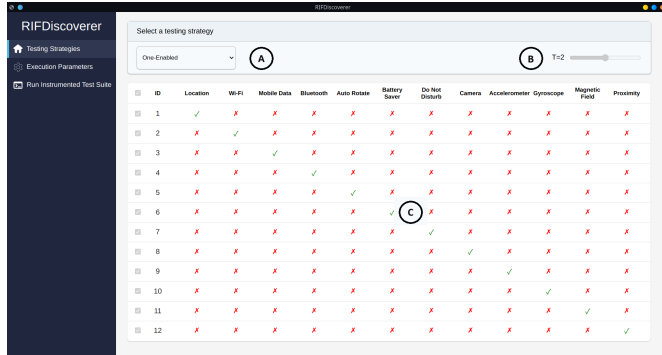 RIFDiscoverer
RIFDiscoverer
Testing Strategies
Execution Parameters
Run Instrumented Test Suite
Select a testing strategy
One-Enabled
A
B
T=2
ID Location Wi-Fi Mobile Data Bluetooth Auto Rotate Battery Saver Do Not Disturb Camera Accelerometer Gyroscope Magnetic Field Proximity
1 ✓ ✗ ✗ ✗ ✗ ✗ ✗ ✗ ✗ ✗ ✗ ✗
2 ✗ ✓ ✗ ✗ ✗ ✗ ✗ ✗ ✗ ✗ ✗ ✗
3 ✗ ✗ ✓ ✗ ✗ ✗ ✗ ✗ ✗ ✗ ✗ ✗
4 ✗ ✗ ✗ ✓ ✗ ✗ ✗ ✗ ✗ ✗ ✗ ✗
5 ✗ ✗ ✗ ✗ ✓ ✗ ✗ ✗ ✗ ✗ ✗ ✗
6 ✗ ✗ ✗ ✗ ✗ ✓ C ✗ ✗ ✗ ✗ ✗ ✗
7 ✗ ✗ ✗ ✗ ✗ ✗ ✓ ✗ ✗ ✗ ✗ ✗
8 ✗ ✗ ✗ ✗ ✗ ✗ ✗ ✓ ✗ ✗ ✗ ✗
9 ✗ ✗ ✗ ✗ ✗ ✗ ✗ ✗ ✓ ✗ ✗ ✗
10 ✗ ✗ ✗ ✗ ✗ ✗ ✗ ✗ ✗ ✓ ✗ ✗
11 ✗ ✗ ✗ ✗ ✗ ✗ ✗ ✗ ✗ ✗ ✓ ✗
12 ✗ ✗ ✗ ✗ ✗ ✗ ✗ ✗ ✗ ✗ ✗ ✓